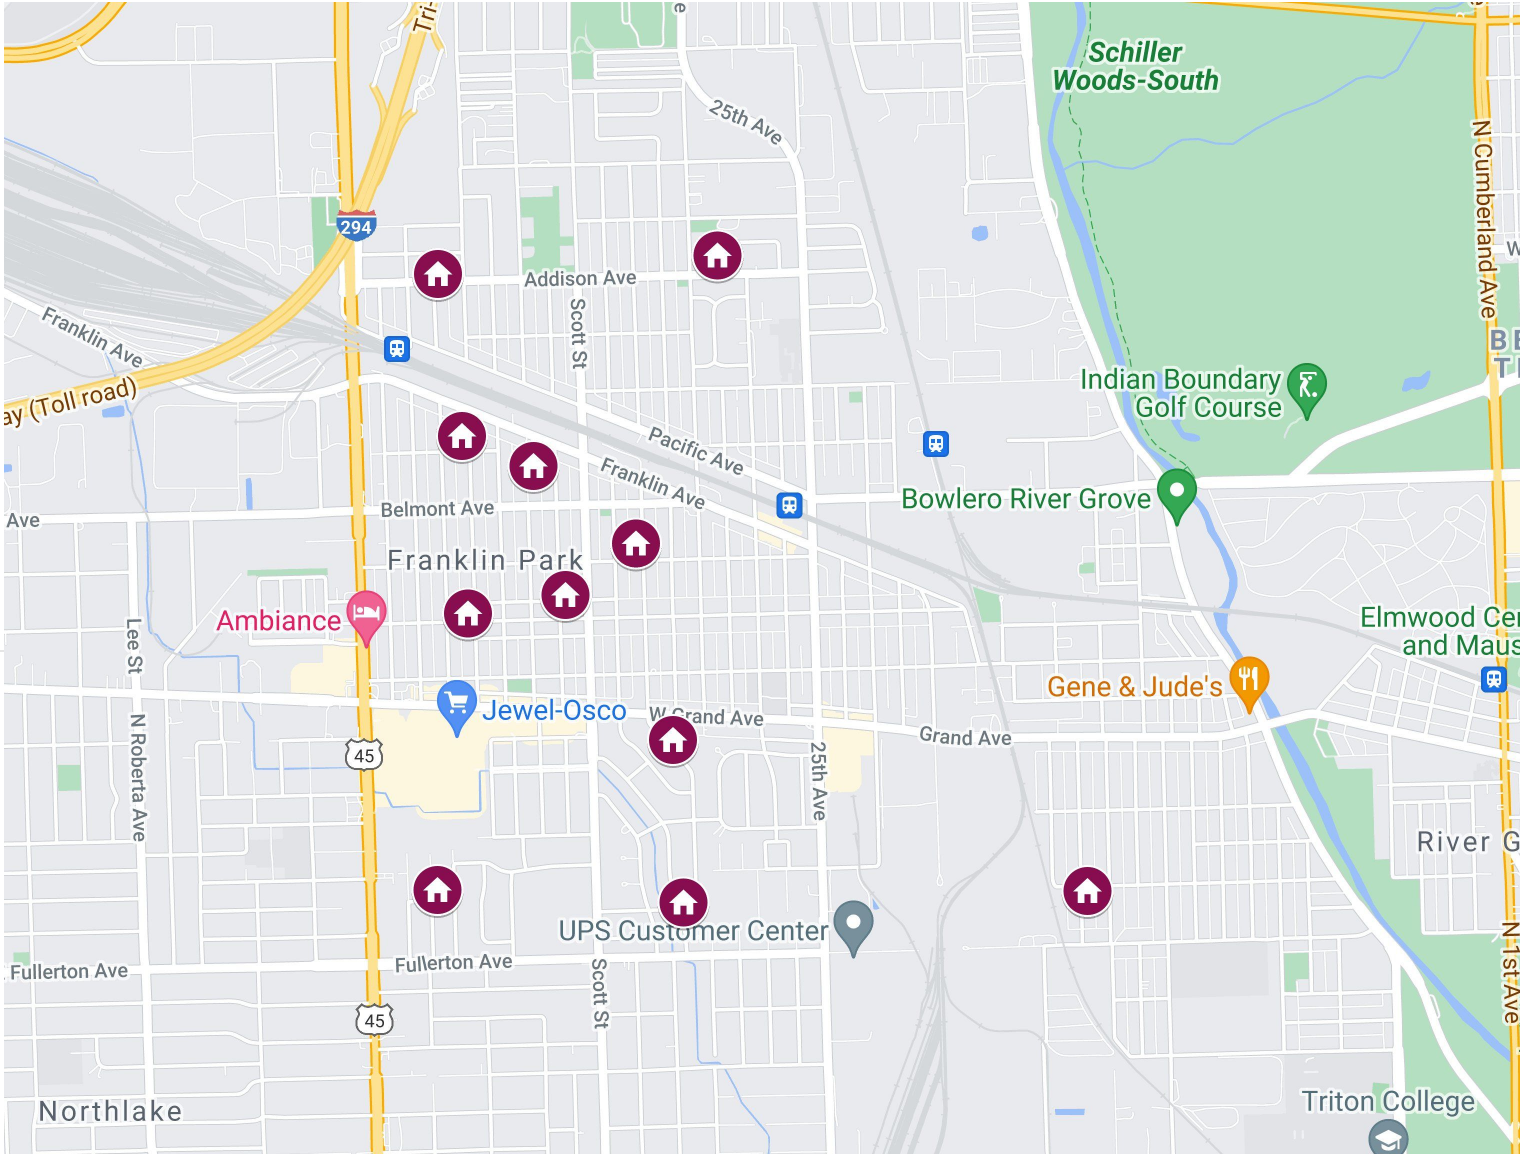 Tri-
e
Schiller
Woods-South
25th Ave
N Cumberland Ave
294
W
Addison Ave
Scott St
Franklin Ave
BE
TI
ay (Toll road)
Indian Boundary
Golf Course
Pacific Ave
Franklin Ave
Bowlero River Grove
Belmont Ave
Ave
Franklin Park
Ambiance
Lee St
Elmwood Cer
and Maus
Gene & Jude's
Jewel-Osco
W Grand Ave
Grand Ave
N Roberta Ave
45
25th Ave
River G
UPS Customer Center
Fullerton Ave
Fullerton Ave
Scott St
N 1st Ave
45
Northlake
Triton College